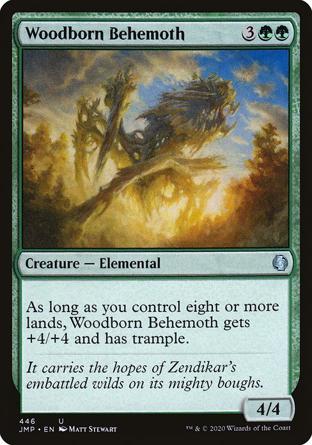 Woodborn Behemoth 3
Creature — Elemental
As long as you control eight or more
lands, Woodborn Behemoth gets
+4/+4 and has trample.
It carries the hopes of Zendikar's
embattled wilds on its mighty boughs.
4/4
446 U
JMP • EN Matt Stewart ™ & © 2020 Wizards of the Coast